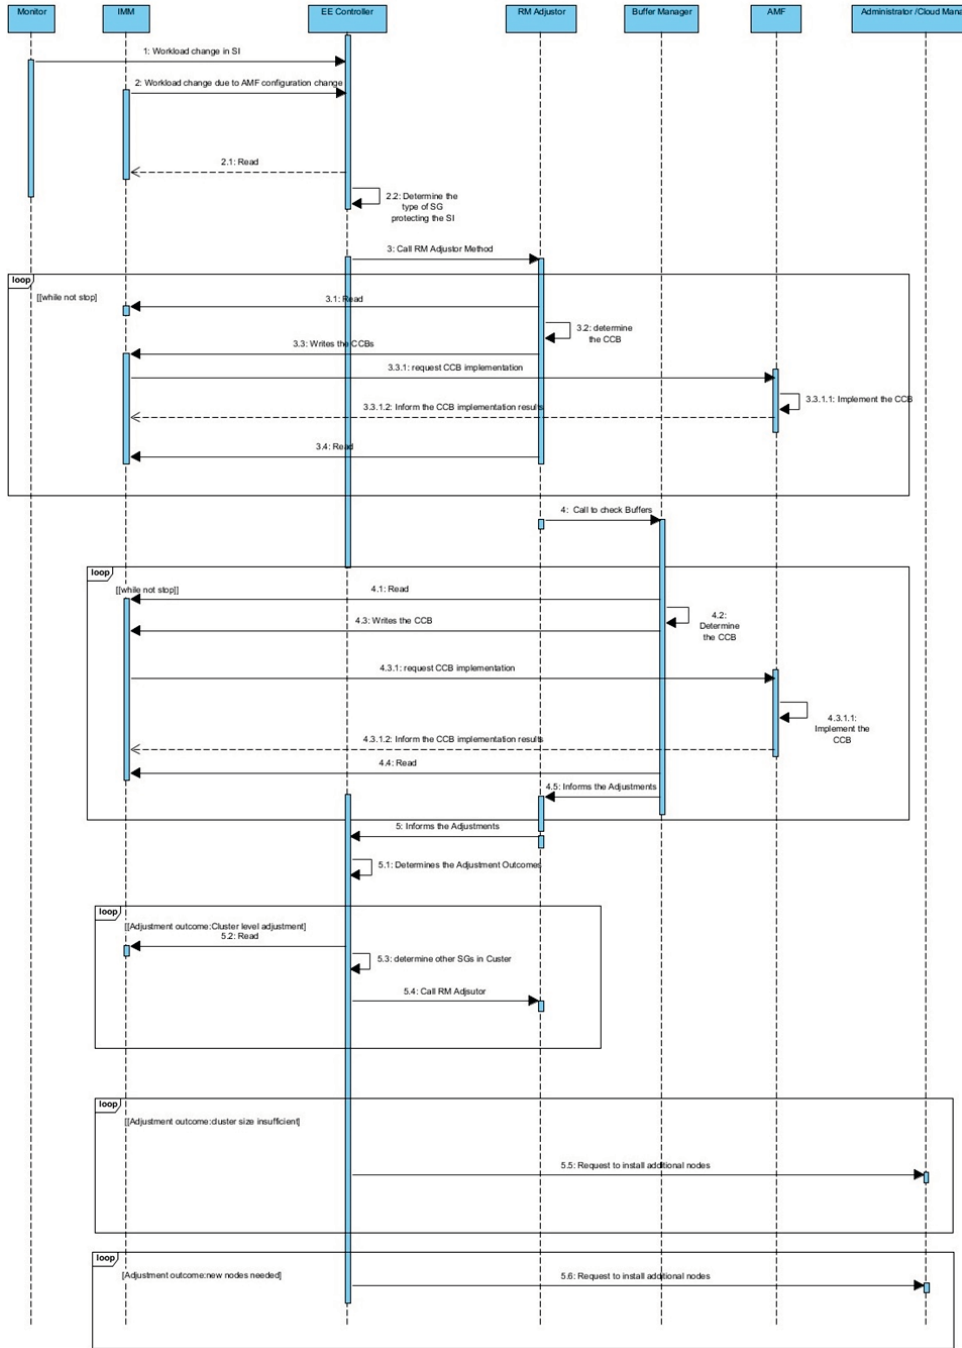 Monitor
IMM
EE Controller
RM Adjustor
Buffer Manager
AMF
Administrator /Cloud Mana
1: Workload change in SI
2: Workload change due to AMF configuration change
2.1: Read
2.2: Determine the
type of SG
protecting the SI
3: Call RM Adjustor Method
loop
[[while not stop]
3.1: Read
3.2: determine
the CCB
3.3: Writes the CCBs
3.3.1: request CCB implementation
3.3.1.1: Implement the CCB
3.3.1.2: Inform the CCB implementation results
3.4: Read
4: Call to check Buffers
loop
[[while not stop]]
4.1: Read
4.2:
Determine
the CCB
4.3: Writes the CCB
4.3.1: request CCB implementation
4.3.1.1:
Implement the
CCB
4.3.1.2: Inform the CCB implementation results
4.4: Read
4.5: Informs the Adjustments
5: Informs the Adjustments
5.1: Determines the Adjustment Outcomes
loop
[[Adjustment outcome:Cluster level adjustment]
5.2: Read
5.3: determine other SGs in Custer
5.4: Call RM Adjsutor
loop
[[Adjustment outcome:cluster size insufficient]
5.5: Request to install additional nodes
loop
[Adjustment outcome:new nodes needed]
5.6: Request to install additional nodes